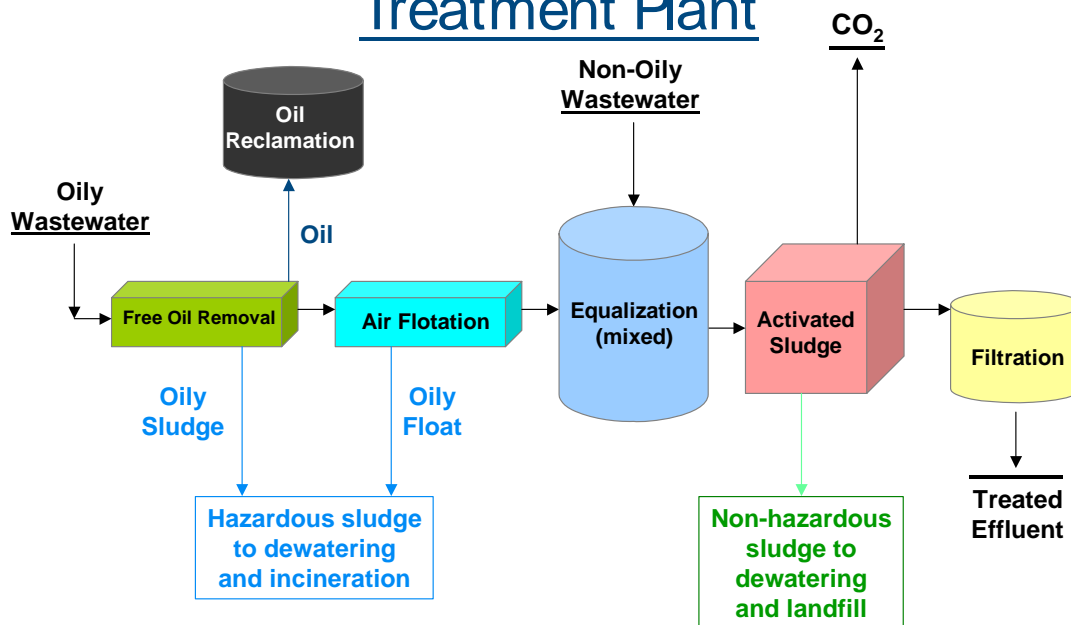 Treatment Plant
CO₂
Non-Oily
Wastewater
Oil
Reclamation
Oily
Wastewater
Oil
Free Oil Removal
Air Flotation
Equalization
(mixed)
Activated
Sludge
Filtration
Oily
Sludge
Oily
Float
Hazardous sludge
to dewatering
and incineration
Non-hazardous
sludge to
dewatering
and landfill
Treated
Effluent